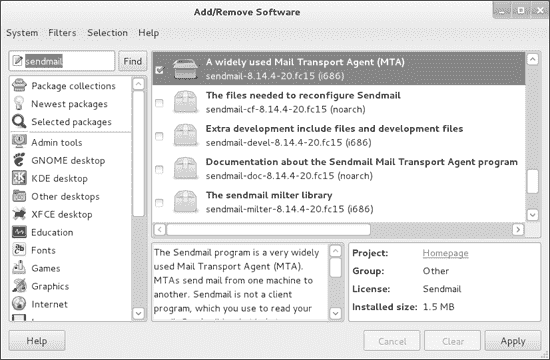 Add/Remove Software
System Filters Selection Help
sendmail Find
Package collections
Newest packages
Selected packages
Admin tools
GNOME desktop
KDE desktop
Other desktops
XFCE desktop
Education
Fonts
Games
Graphics
Internet
A widely used Mail Transport Agent (MTA)
sendmail-8.14.4-20.fc15 (i686)
The files needed to reconfigure Sendmail
sendmail-cf-8.14.4-20.fc15 (noarch)
Extra development include files and development files
sendmail-devel-8.14.4-20.fc15 (i686)
Documentation about the Sendmail Mail Transport Agent program
sendmail-doc-8.14.4-20.fc15 (noarch)
The sendmail milter library
sendmail-milter-8.14.4-20.fc15 (i686)
The Sendmail program is a very widely
used Mail Transport Agent (MTA).
MTAs send mail from one machine to
another. Sendmail is not a client
program, which you use to read your
Project: Homepage
Group: Other
License: Sendmail
Installed size: 1.5 MB
Help Cancel Clear Apply